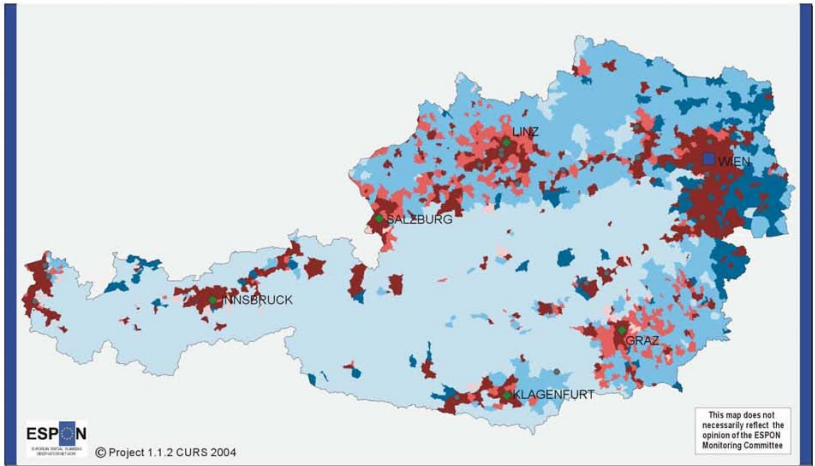 LINZ
WIEN
SALZBURG
INNSBRUCK
GRAZ
KLAGENFURT
This map does not
necessarily reflect the
opinion of the ESPON
Monitoring Committee
ESPON
© Project 1.1.2 CURS 2004